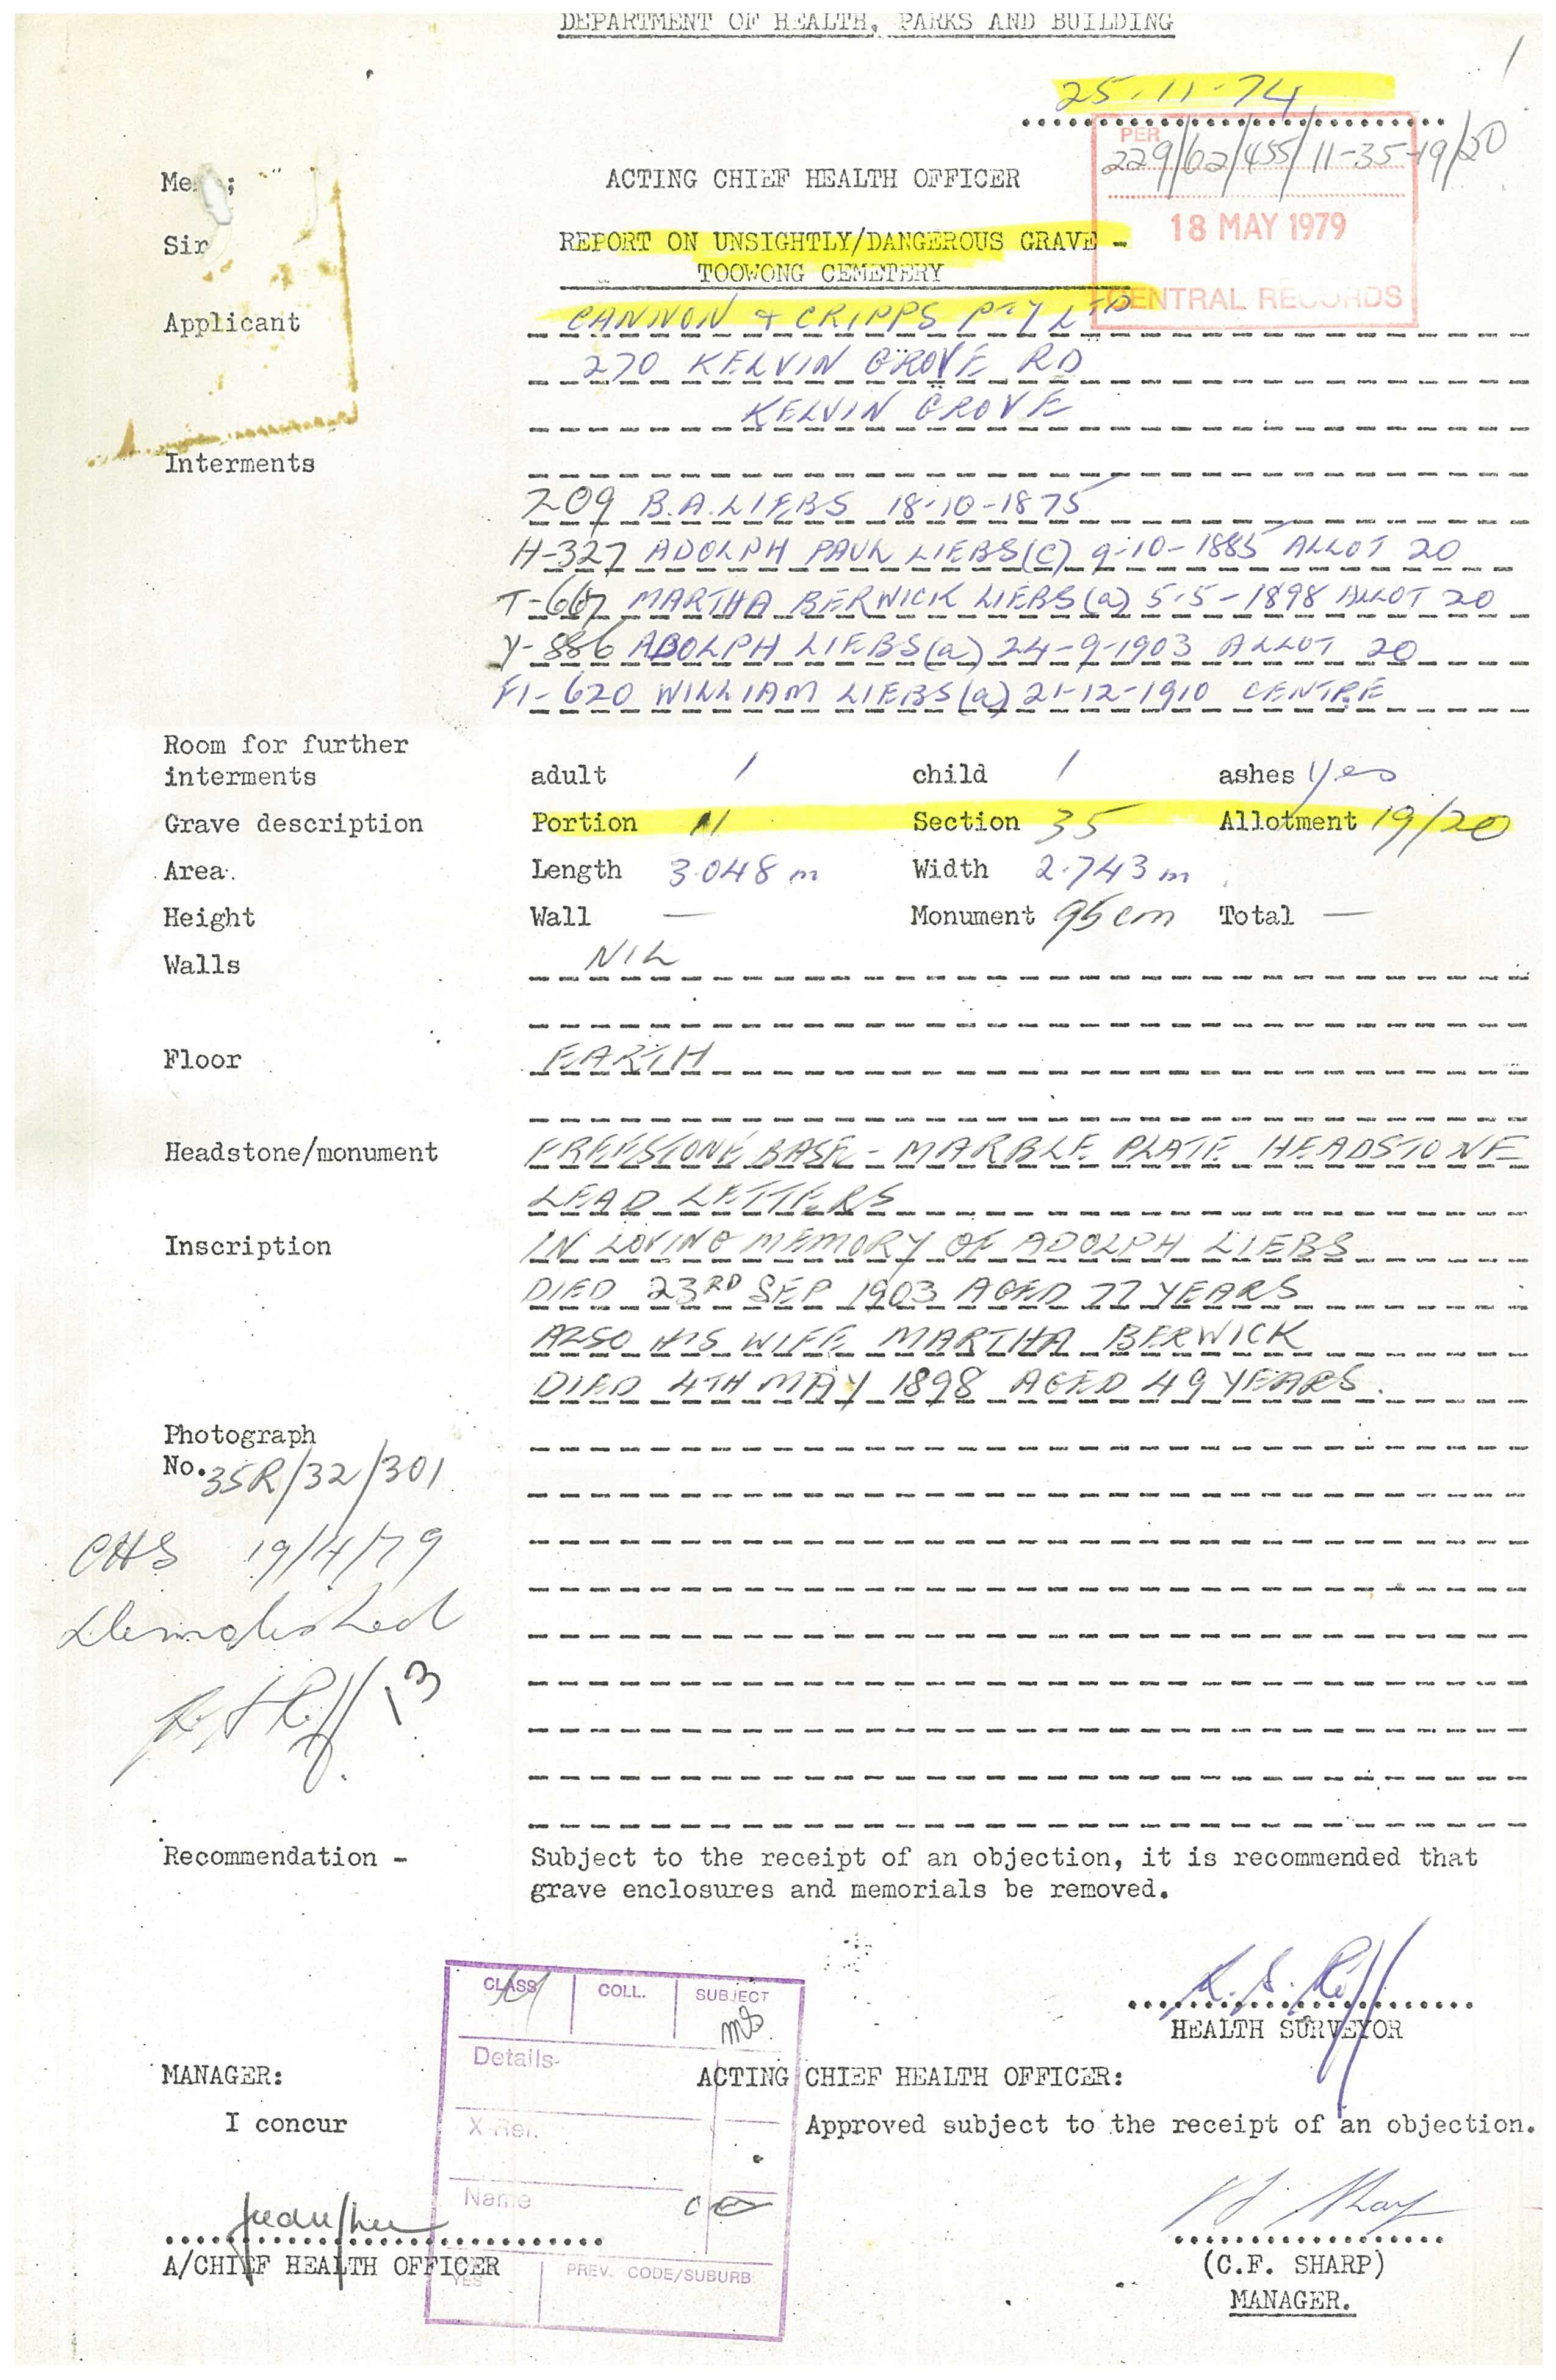 DEPARTMENT OF HEALTH, PARKS AND BUILDING
1
25-11-74
PER
229/62/455/11-35-19/20
ACTING CHIEF HEALTH OFFICER
18 MAY 1979
Sir
REPORT ON UNSIGHTLY/DANGEROUS GRAVE -
TOOWONG CEMETERY
CENTRAL RECORDS
Applicant CANNON & CRIPPS PTY LTD
270 KELVIN GROVE RD
KELVIN GROVE
Interments
209 B.A. LIEBS 18-10-1875
H-327 ADOLPH PAUL LIEBS (c) 9-10-1885 ALLOT 20
T-667 MARTHA BERWICK LIEBS (a) 5-5-1898 ALLOT 20
Y-886 ADOLPH LIEBS (a) 24-9-1903 ALLOT 20
F1-620 WILLIAM LIEBS (a) 21-12-1910 CENTRE
Room for further
interments adult 1 child 1 ashes yes
Grave description Portion 11 Section 35 Allotment 19/20
Area. Length 3.048 m Width 2.743 m
Height Wall — Monument 95 cm Total —
Walls NIL
Floor EARTH
Headstone/monument FREESTONE BASE - MARBLE PLATE HEADSTONE
LEAD LETTERS
Inscription IN LOVING MEMORY OF ADOLPH LIEBS
DIED 23RD SEP 1903 AGED 77 YEARS
ALSO HIS WIFE MARTHA BERWICK
DIED 4TH MAY 1898 AGED 49 YEARS.
Photograph
No. 35R/32/301
CHS 19/4/79
Demolished
13
Recommendation - Subject to the receipt of an objection, it is recommended that
grave enclosures and memorials be removed.
CLASS COLL. SUBJECT
HEALTH SURVEYOR
Details-
MANAGER: ACTING CHIEF HEALTH OFFICER:
I concur X-Ref. Approved subject to the receipt of an objection.
Name
A/CHIEF HEALTH OFFICER (C.F. SHARP)
YES PREV. CODE/SUBURB
MANAGER.